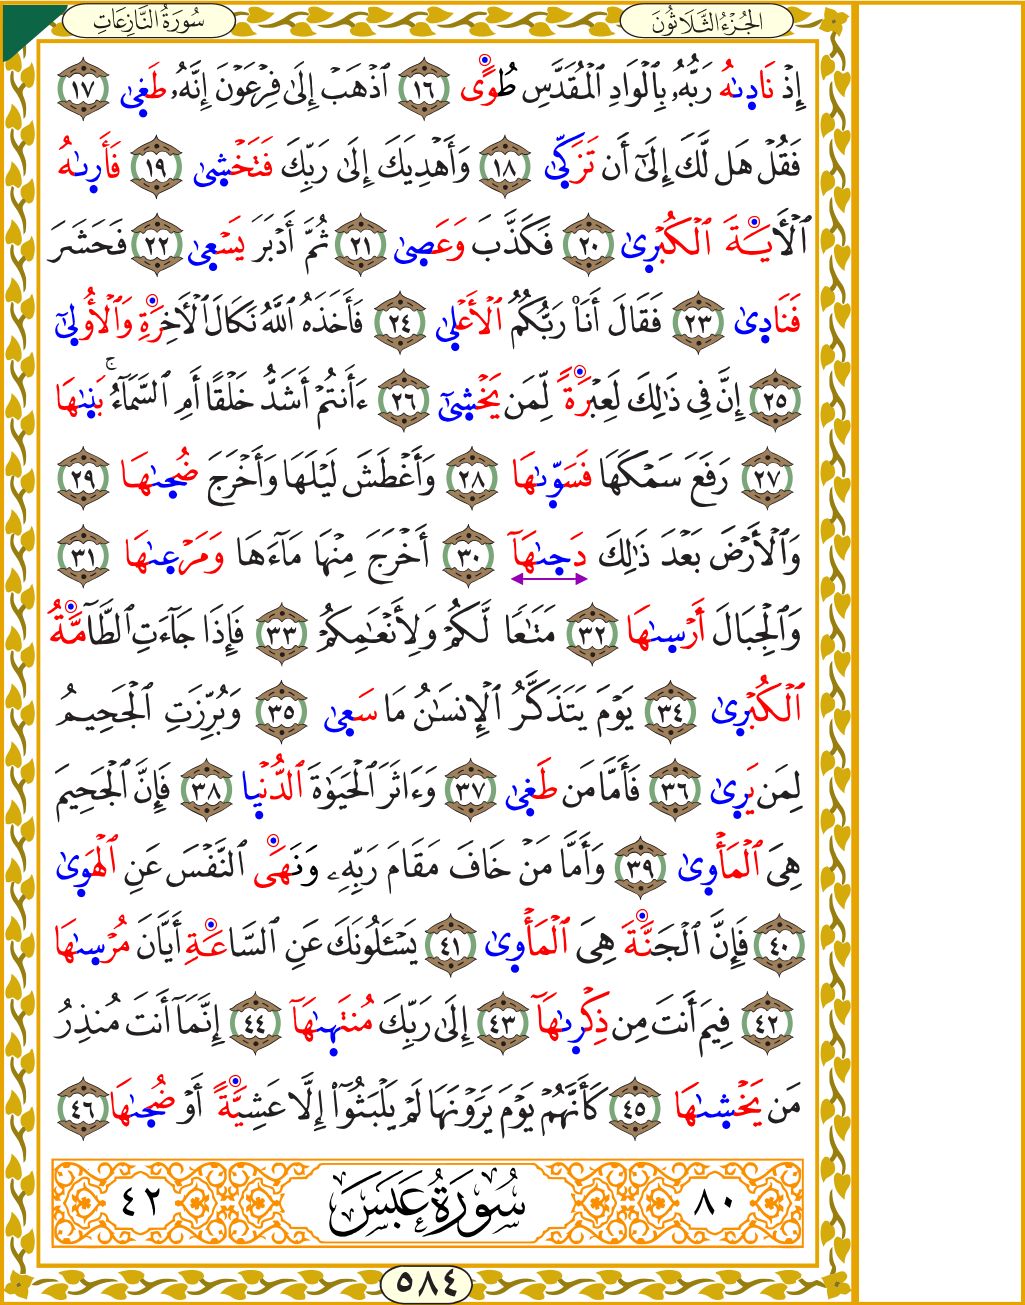 سُورَةُ النَّازِعَاتِ
الجُزْءُ الثَّلَاثُونَ
إِذْ نَادَىٰهُ رَبُّهُۥ بِٱلْوَادِ ٱلْمُقَدَّسِ طُوًى ١٦ ٱذْهَبْ إِلَىٰ فِرْعَوْنَ إِنَّهُۥ طَغَىٰ ١٧
فَقُلْ هَل لَّكَ إِلَىٰٓ أَن تَزَكَّىٰ ١٨ وَأَهْدِيَكَ إِلَىٰ رَبِّكَ فَتَخْشَىٰ ١٩ فَأَرَىٰهُ
ٱلْأَيَةَ ٱلْكُبْرَىٰ ٢٠ فَكَذَّبَ وَعَصَىٰ ٢١ ثُمَّ أَدْبَرَ يَسْعَىٰ ٢٢ فَحَشَرَ
فَنَادَىٰ ٢٣ فَقَالَ أَنَا۠ رَبُّكُمُ ٱلْأَعْلَىٰ ٢٤ فَأَخَذَهُ ٱللَّهُ نَكَالَ ٱلْأَخِرَةِ وَٱلْأُولَىٰٓ
٢٥ إِنَّ فِى ذَٰلِكَ لَعِبْرَةً لِّمَن يَخْشَىٰٓ ٢٦ ءَأَنتُمْ أَشَدُّ خَلْقًا أَمِ ٱلسَّمَآءُ ۚ بَنَىٰهَا
٢٧ رَفَعَ سَمْكَهَا فَسَوَّىٰهَا ٢٨ وَأَغْطَشَ لَيْلَهَا وَأَخْرَجَ ضُحَىٰهَا ٢٩
وَٱلْأَرْضَ بَعْدَ ذَٰلِكَ دَحَىٰهَآ ٣٠ أَخْرَجَ مِنْهَا مَآءَهَا وَمَرْعَىٰهَا ٣١
وَٱلْجِبَالَ أَرْسَىٰهَا ٣٢ مَتَٰعًا لَّكُمْ وَلِأَنْعَٰمِكُمْ ٣٣ فَإِذَا جَآءَتِ ٱلطَّآمَّةُ
ٱلْكُبْرَىٰ ٣٤ يَوْمَ يَتَذَكَّرُ ٱلْإِنسَٰنُ مَا سَعَىٰ ٣٥ وَبُرِّزَتِ ٱلْجَحِيمُ
لِمَن يَرَىٰ ٣٦ فَأَمَّا مَن طَغَىٰ ٣٧ وَءَاثَرَ ٱلْحَيَوٰةَ ٱلدُّنْيَا ٣٨ فَإِنَّ ٱلْجَحِيمَ
هِىَ ٱلْمَأْوَىٰ ٣٩ وَأَمَّا مَنْ خَافَ مَقَامَ رَبِّهِۦ وَنَهَى ٱلنَّفْسَ عَنِ ٱلْهَوَىٰ
٤٠ فَإِنَّ ٱلْجَنَّةَ هِىَ ٱلْمَأْوَىٰ ٤١ يَسْـَٔلُونَكَ عَنِ ٱلسَّاعَةِ أَيَّانَ مُرْسَىٰهَا
٤٢ فِيمَ أَنتَ مِن ذِكْرَىٰهَآ ٤٣ إِلَىٰ رَبِّكَ مُنتَهَىٰهَآ ٤٤ إِنَّمَآ أَنتَ مُنذِرُ
مَن يَخْشَىٰهَا ٤٥ كَأَنَّهُمْ يَوْمَ يَرَوْنَهَا لَمْ يَلْبَثُوٓا۟ إِلَّا عَشِيَّةً أَوْ ضُحَىٰهَا ٤٦
٨٠ سُورَةُ عَبَسَ ٤٢
٥٨٤